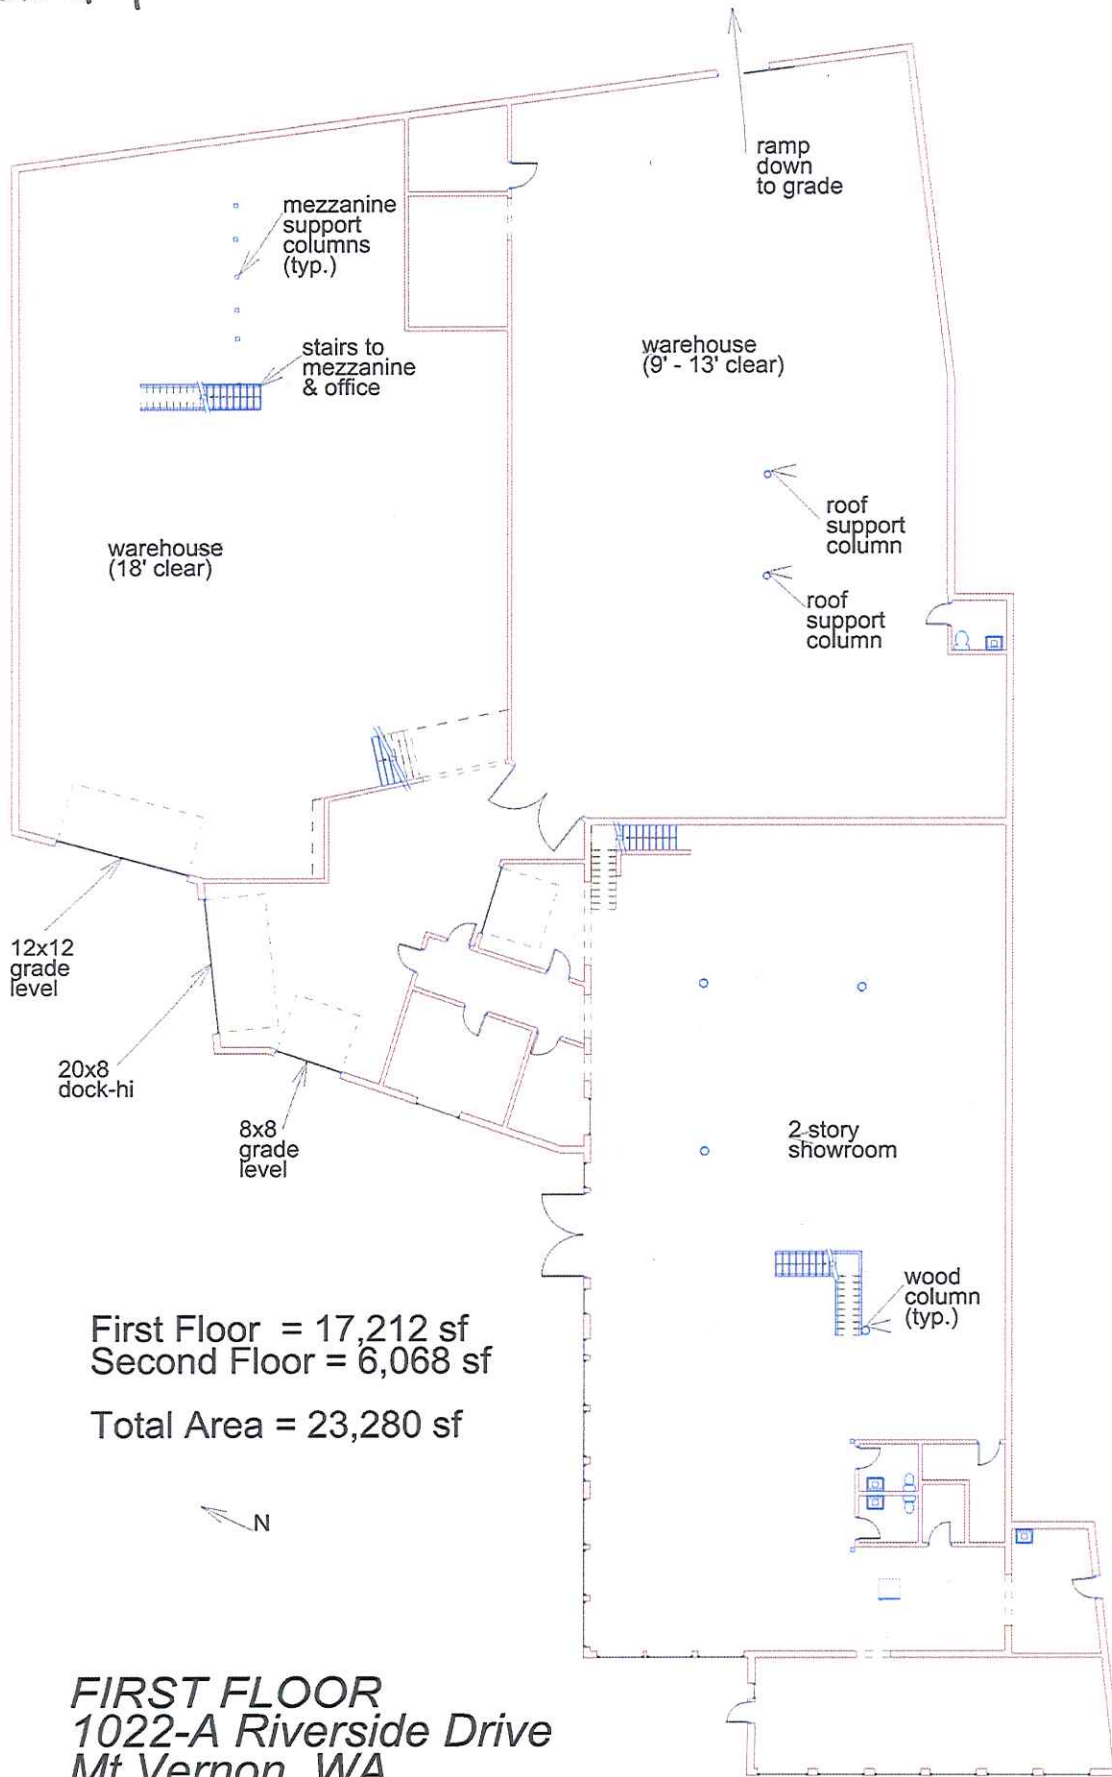 ramp
down
to grade
mezzanine
support
columns
(typ.)
stairs to
mezzanine
& office
warehouse
(9' - 13' clear)
roof
support
column
warehouse
(18' clear)
roof
support
column
12x12
grade
level
20x8
dock-hi
8x8
grade
level
2 story
showroom
wood
column
(typ.)
First Floor = 17,212 sf
Second Floor = 6,068 sf
Total Area = 23,280 sf
N
FIRST FLOOR
1022-A Riverside Drive
Mt Vernon, WA